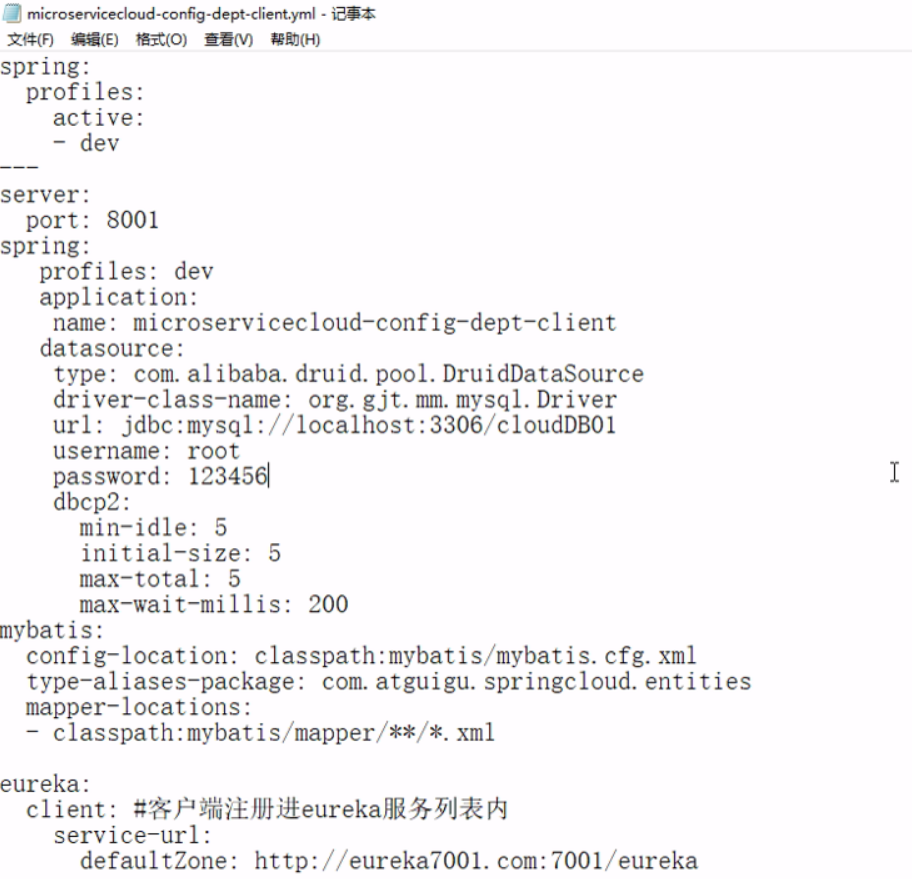 microservicecloud-config-dept-client.yml - 记事本
文件(F) 编辑(E) 格式(O) 查看(V) 帮助(H)
spring:
  profiles:
    active:
    - dev
---
server:
  port: 8001
spring:
   profiles: dev
   application:
    name: microservicecloud-config-dept-client
   datasource:
    type: com.alibaba.druid.pool.DruidDataSource
    driver-class-name: org.gjt.mm.mysql.Driver
    url: jdbc:mysql://localhost:3306/cloudDB01
    username: root
    password: 123456
    dbcp2:
      min-idle: 5
      initial-size: 5
      max-total: 5
      max-wait-millis: 200
mybatis:
  config-location: classpath:mybatis/mybatis.cfg.xml
  type-aliases-package: com.atguigu.springcloud.entities
  mapper-locations:
  - classpath:mybatis/mapper/**/*.xml

eureka:
  client: #客户端注册进eureka服务列表内
    service-url:
      defaultZone: http://eureka7001.com:7001/eureka